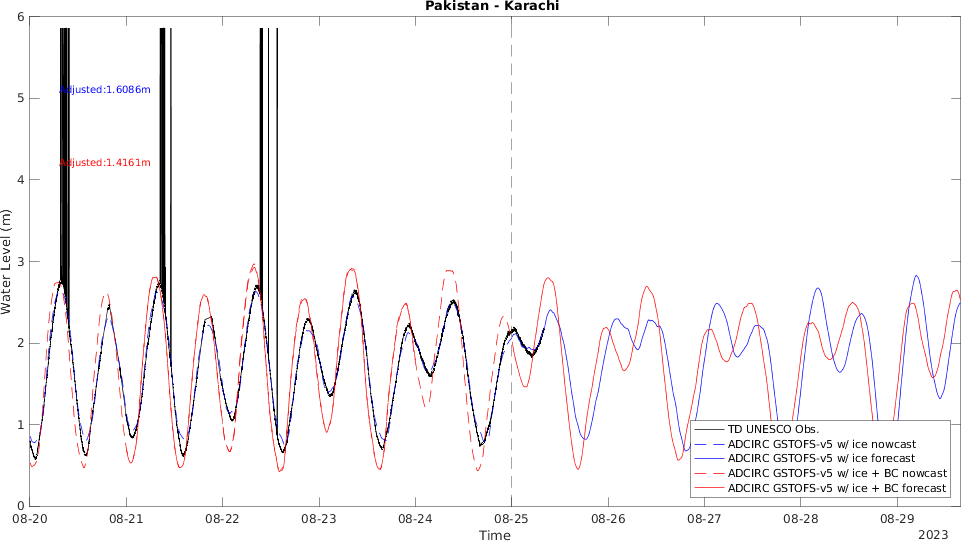 Pakistan - Karachi
6
5
4
3
2
1
0
Water Level (m)
Adjusted:1.6086m
Adjusted:1.4161m
TD UNESCO Obs.
ADCIRC GSTOFS-v5 w/ ice nowcast
ADCIRC GSTOFS-v5 w/ ice forecast
ADCIRC GSTOFS-v5 w/ ice + BC nowcast
ADCIRC GSTOFS-v5 w/ ice + BC forecast
08-20 08-21 08-22 08-23 08-24 08-25 08-26 08-27 08-28 08-29
Time
2023